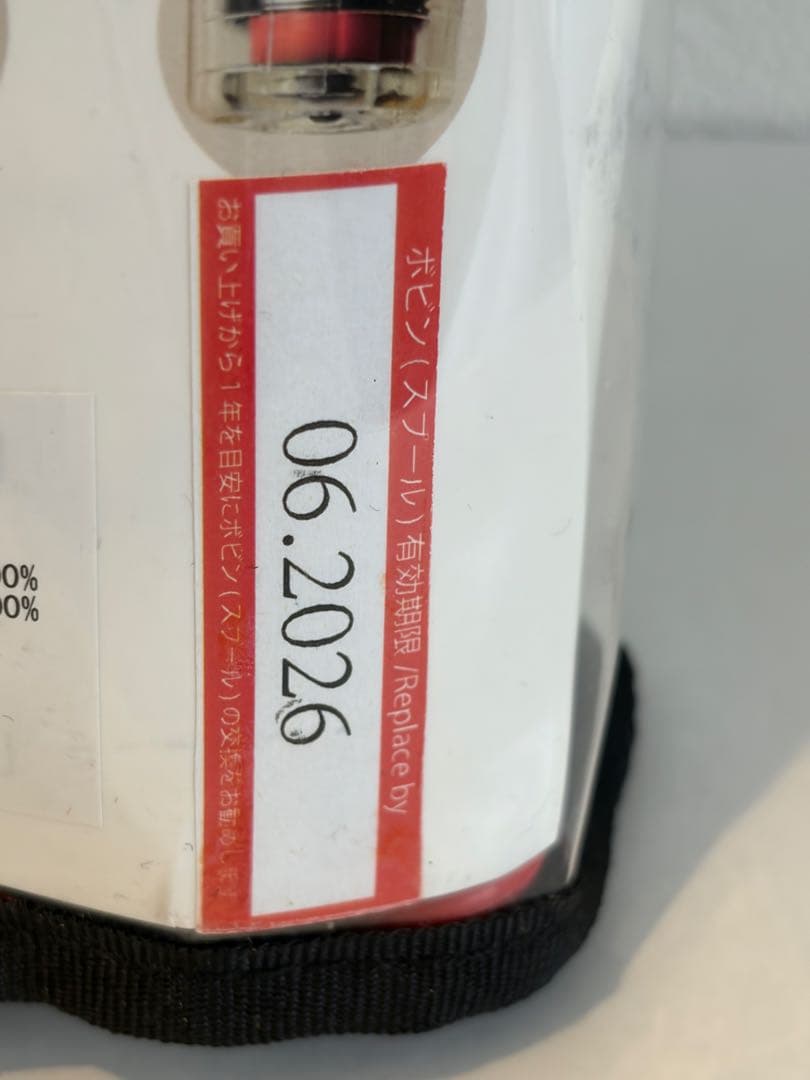 ボビン(スプール)有効期限/Replace by
06.2026
お買い上げから1年を目安にボビン(スプール)の交換をお勧めします
00%
00%